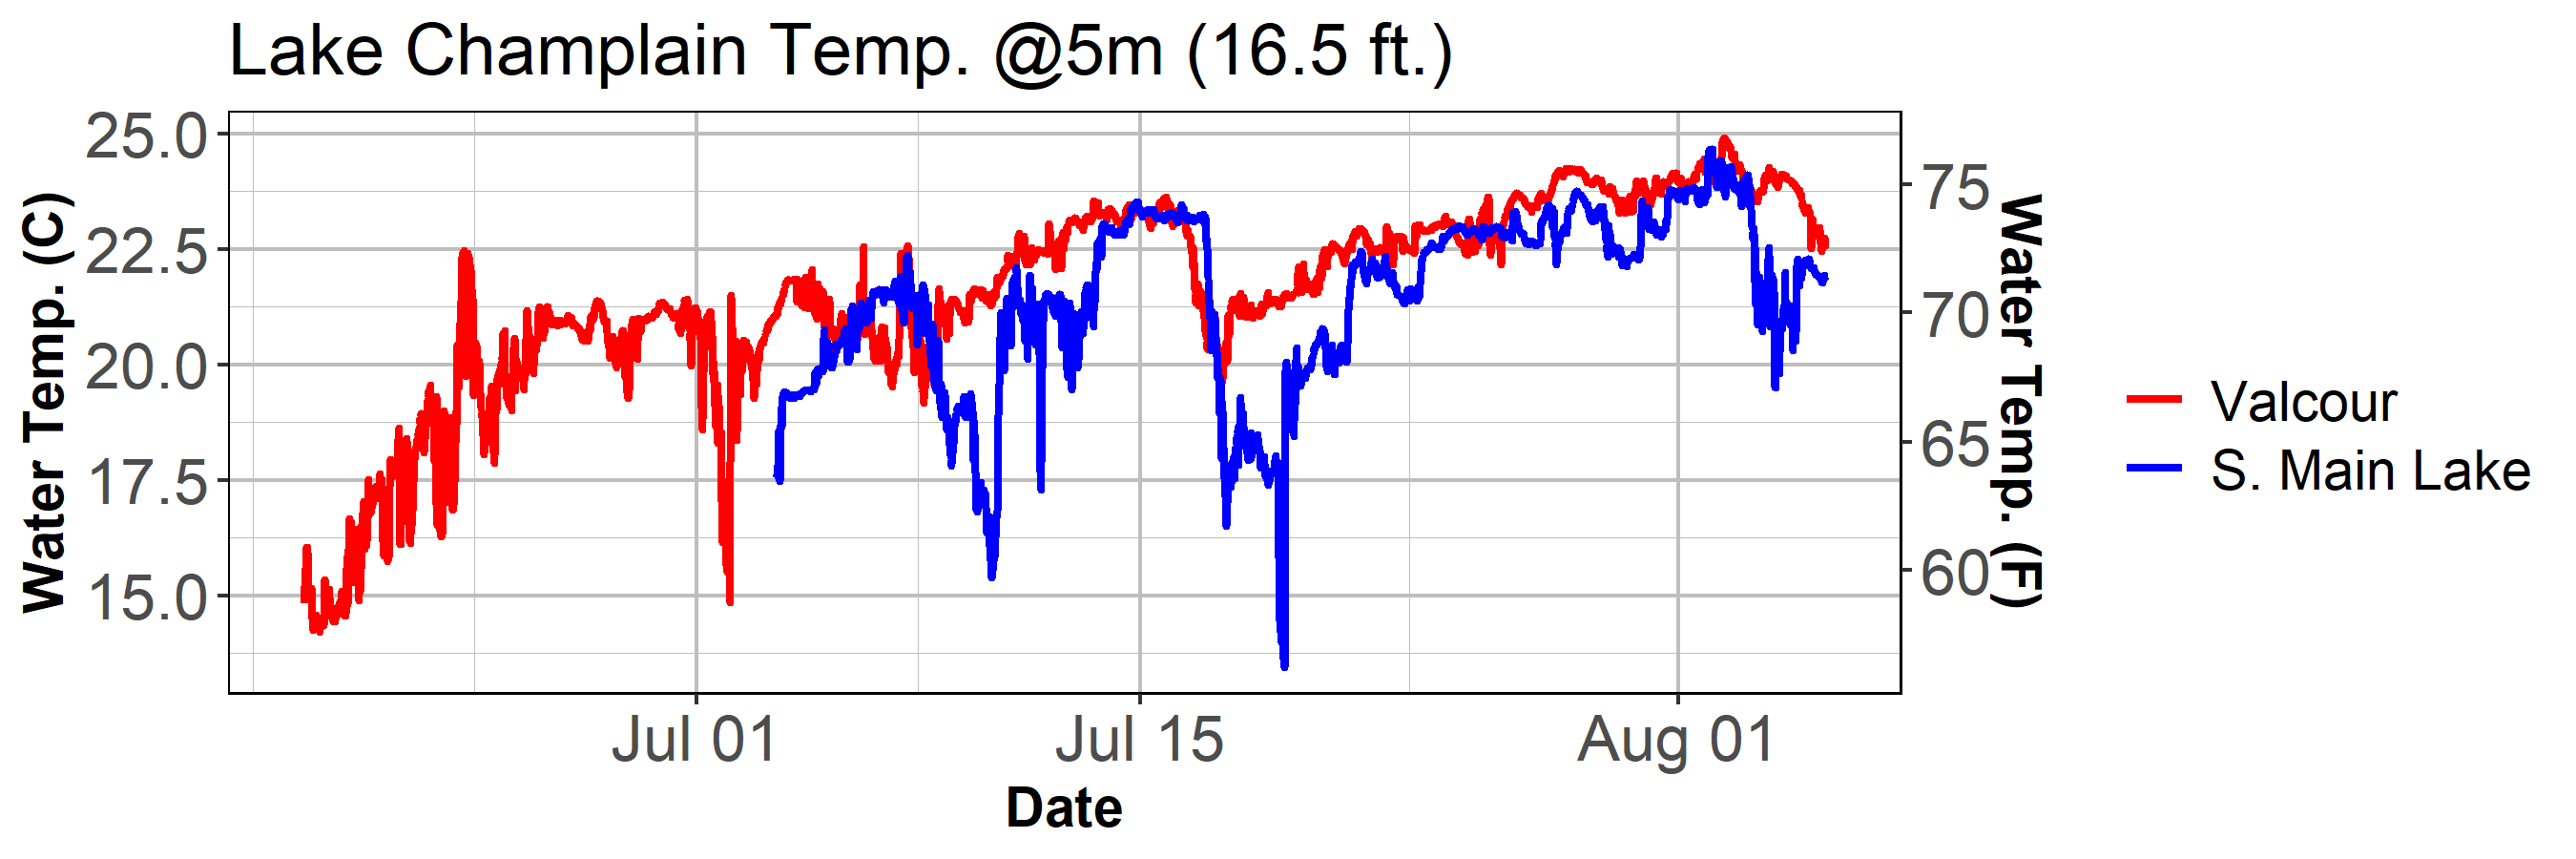 Lake Champlain Temp. @5m (16.5 ft.)
Water Temp. (C)
25.0
22.5
20.0
17.5
15.0
75
70
65
60
Water Temp. (F)
Jul 01
Jul 15
Aug 01
Date
Valcour
S. Main Lake